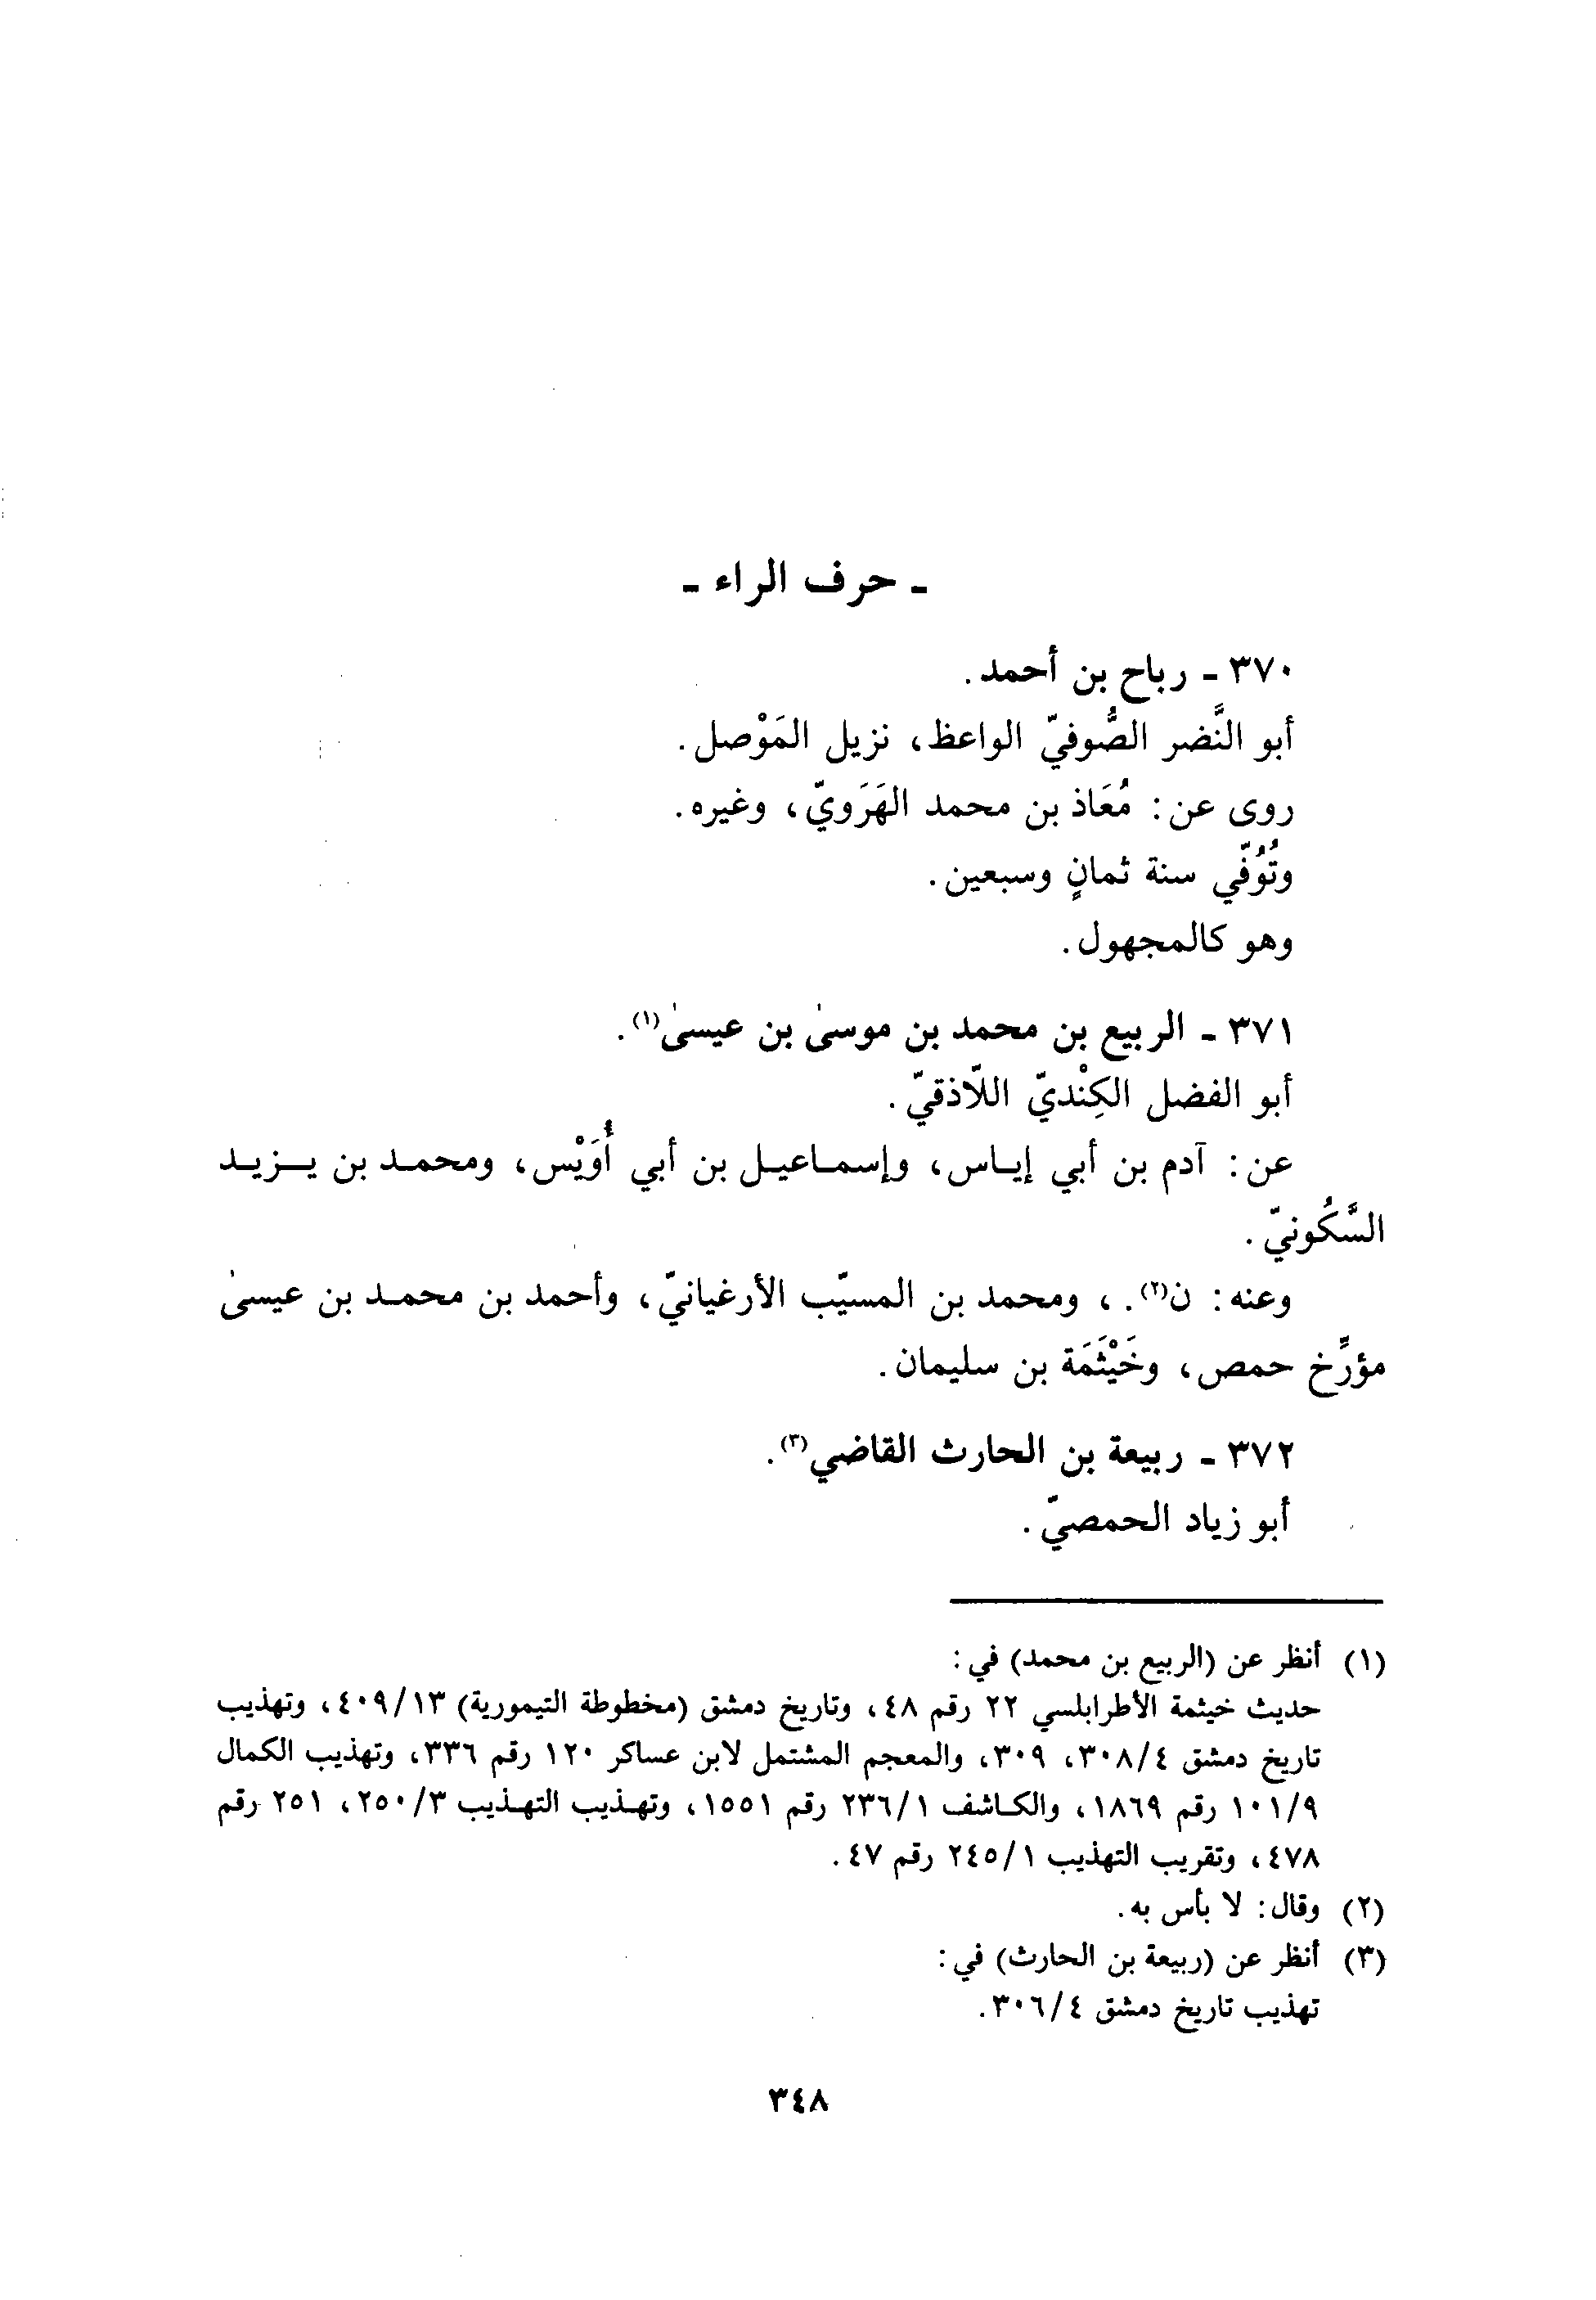 ـ حرف الراء ـ
٣٧٠ ـ رباح بن أحمد.
أبو النَّضر الصُّوفيّ الواعظ، نزيل المَوْصل.
روى عن: مُعَاذ بن محمد الهَرَويّ، وغيره.
وتُوُفّي سنة ثمانٍ وسبعين.
وهو كالمجهول.
٣٧١ ـ الربيع بن محمد بن موسىٰ بن عيسىٰ(١).
أبو الفضل الكِنْديّ اللّاذقيّ.
عن: آدم بن أبي إياس، وإسماعيل بن أبي أُوَيْس، ومحمد بن يزيد
السَّكُونيّ.
وعنه: ن(٢).، ومحمد بن المسيّب الأرغيانيّ، وأحمد بن محمد بن عيسىٰ
مؤرِّخ حمص، وخَيْثَمَة بن سليمان.
٣٧٢ ـ ربيعة بن الحارث القاضي(٣).
أبو زياد الحمصيّ.
(١) أنظر عن (الربيع بن محمد) في:
حديث خيثمة الأطرابلسي ٢٢ رقم ٤٨، وتاريخ دمشق (مخطوطة التيمورية) ٤٠٩/١٣، وتهذيب
تاريخ دمشق ٣٠٨/٤، ٣٠٩، والمعجم المشتمل لابن عساكر ١٢٠ رقم ٣٣٦، وتهذيب الكمال
١٠١/٩ رقم ١٨٦٩، والكاشف ٢٣٦/١ رقم ١٥٥١، وتهذيب التهذيب ٢٥٠/٣، ٢٥١ رقم
٤٧٨، وتقريب التهذيب ٢٤٥/١ رقم ٤٧.
(٢) وقال: لا بأس به.
(٣) أنظر عن (ربيعة بن الحارث) في:
تهذيب تاريخ دمشق ٣٠٦/٤.
٣٤٨